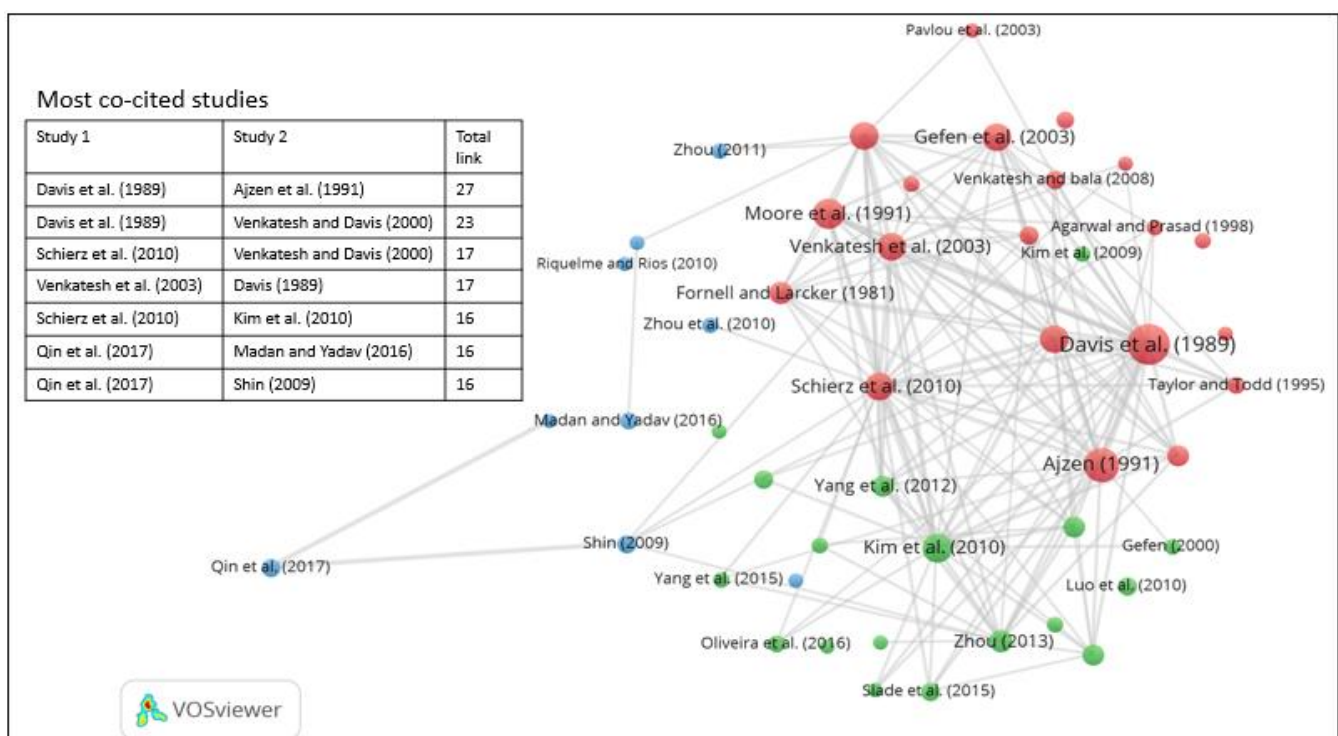 Most co-cited studies
Study 1 Study 2 Total link
Davis et al. (1989) Ajzen et al. (1991) 27
Davis et al. (1989) Venkatesh and Davis (2000) 23
Schierz et al. (2010) Venkatesh and Davis (2000) 17
Venkatesh et al. (2003) Davis (1989) 17
Schierz et al. (2010) Kim et al. (2010) 16
Qin et al. (2017) Madan and Yadav (2016) 16
Qin et al. (2017) Shin (2009) 16
Pavlou et al. (2003)
Gefen et al. (2003)
Zhou (2011)
Venkatesh and bala (2008)
Moore et al. (1991)
Agarwal and Prasad (1998)
Venkatesh et al. (2003)
Kim et al. (2009)
Riquelme and Rios (2010)
Fornell and Larcker (1981)
Zhou et al. (2010)
Davis et al. (1989)
Schierz et al. (2010)
Taylor and Todd (1995)
Madan and Yadav (2016)
Ajzen (1991)
Yang et al. (2012)
Shin (2009)
Kim et al. (2010)
Gefen (2000)
Qin et al. (2017)
Yang et al. (2015)
Luo et al. (2010)
Oliveira et al. (2016)
Zhou (2013)
Slade et al. (2015)
VOSviewer